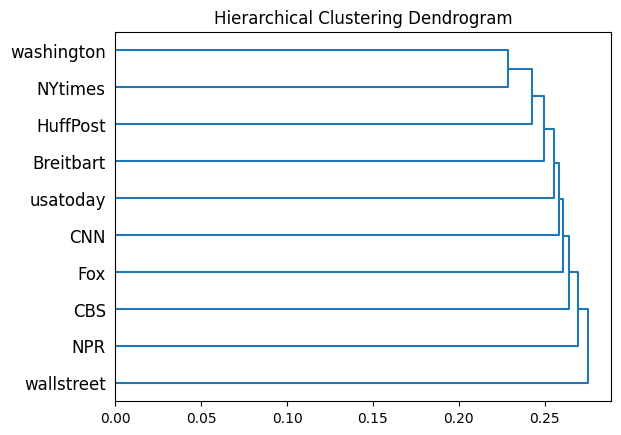 Hierarchical Clustering Dendrogram
washington
NYtimes
HuffPost
Breitbart
usatoday
CNN
Fox
CBS
NPR
wallstreet
0.00 0.05 0.10 0.15 0.20 0.25